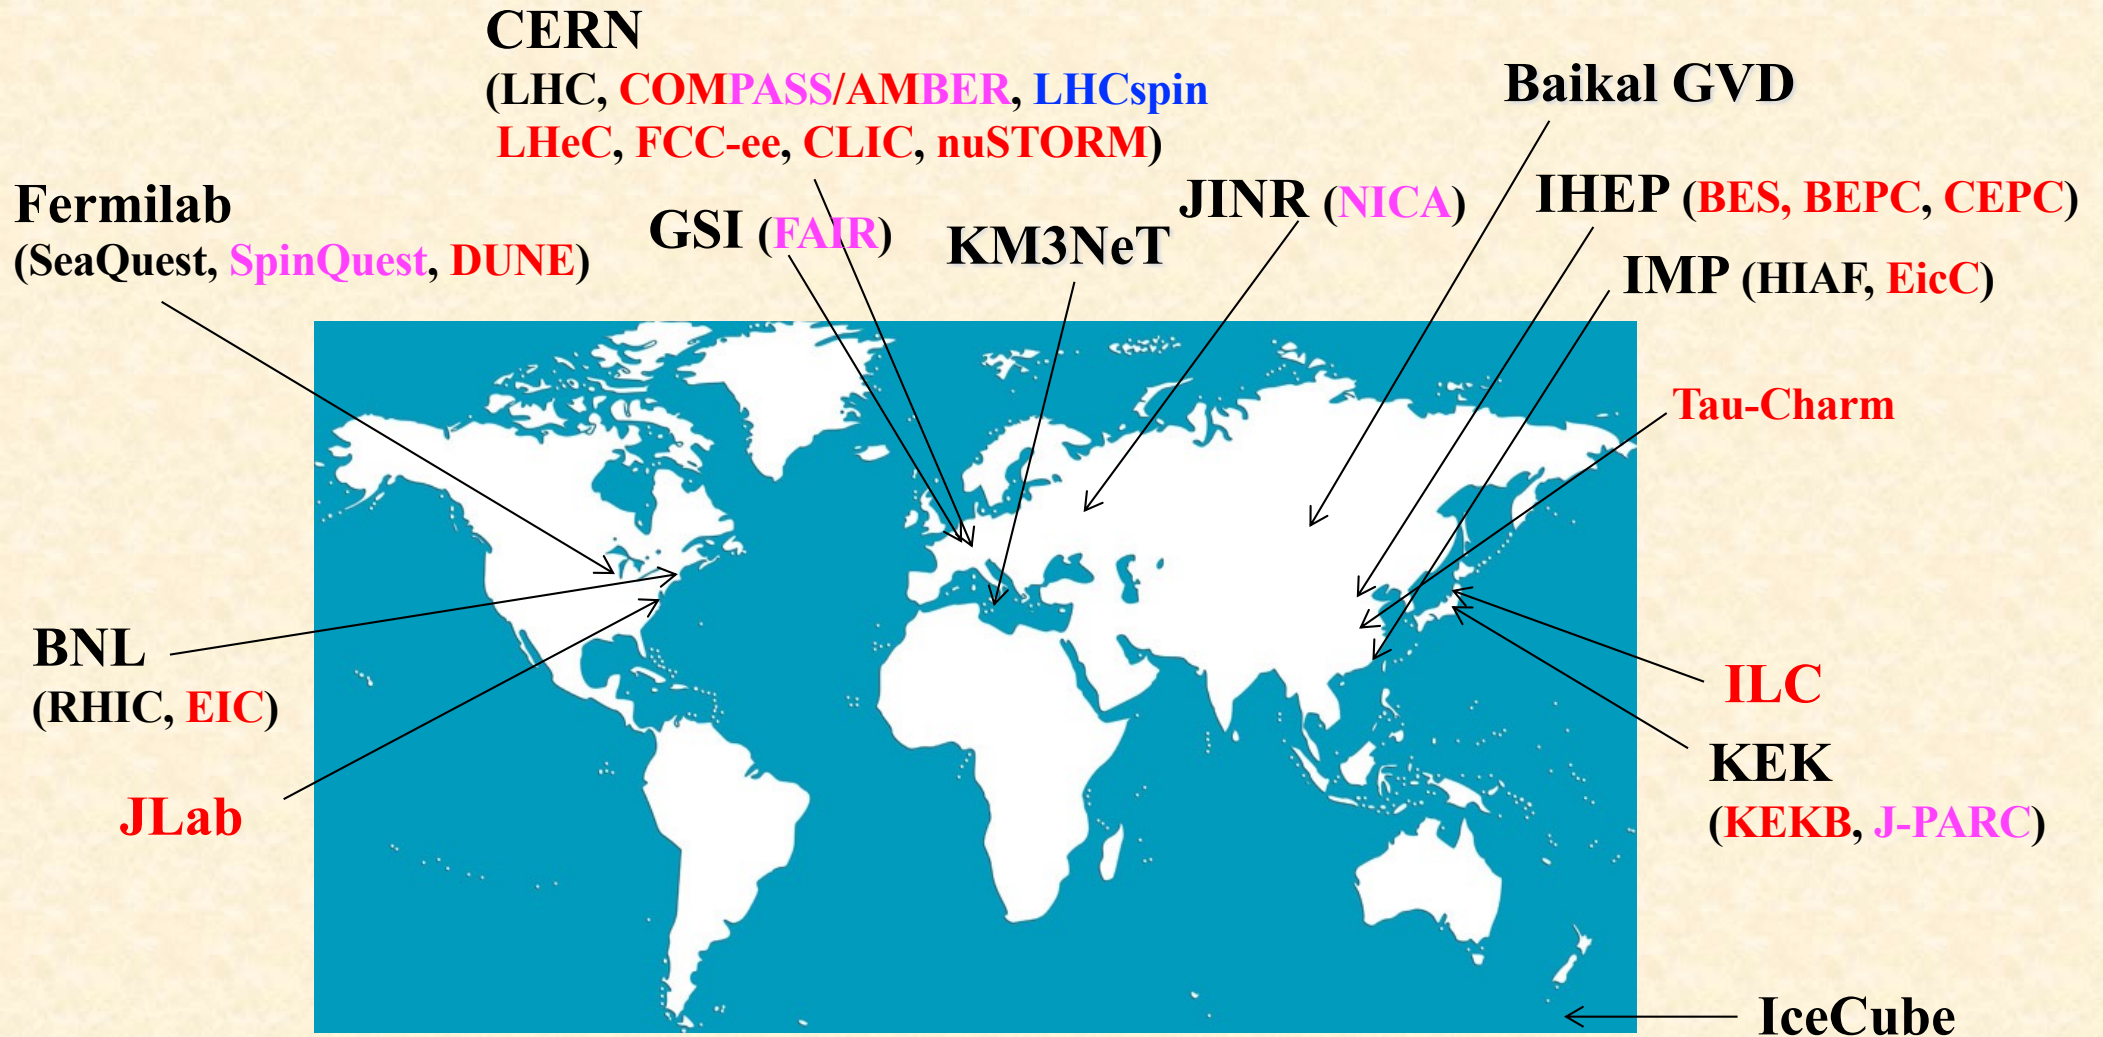 CERN
(LHC, COMPASS/AMBER, LHCspin
LHeC, FCC-ee, CLIC, nuSTORM)
Baikal GVD
Fermilab
(SeaQuest, SpinQuest, DUNE)
GSI (FAIR)
KM3NeT
JINR (NICA)
IHEP (BES, BEPC, CEPC)
IMP (HIAF, EicC)
Tau-Charm
BNL
(RHIC, EIC)
JLab
ILC
KEK
(KEKB, J-PARC)
IceCube